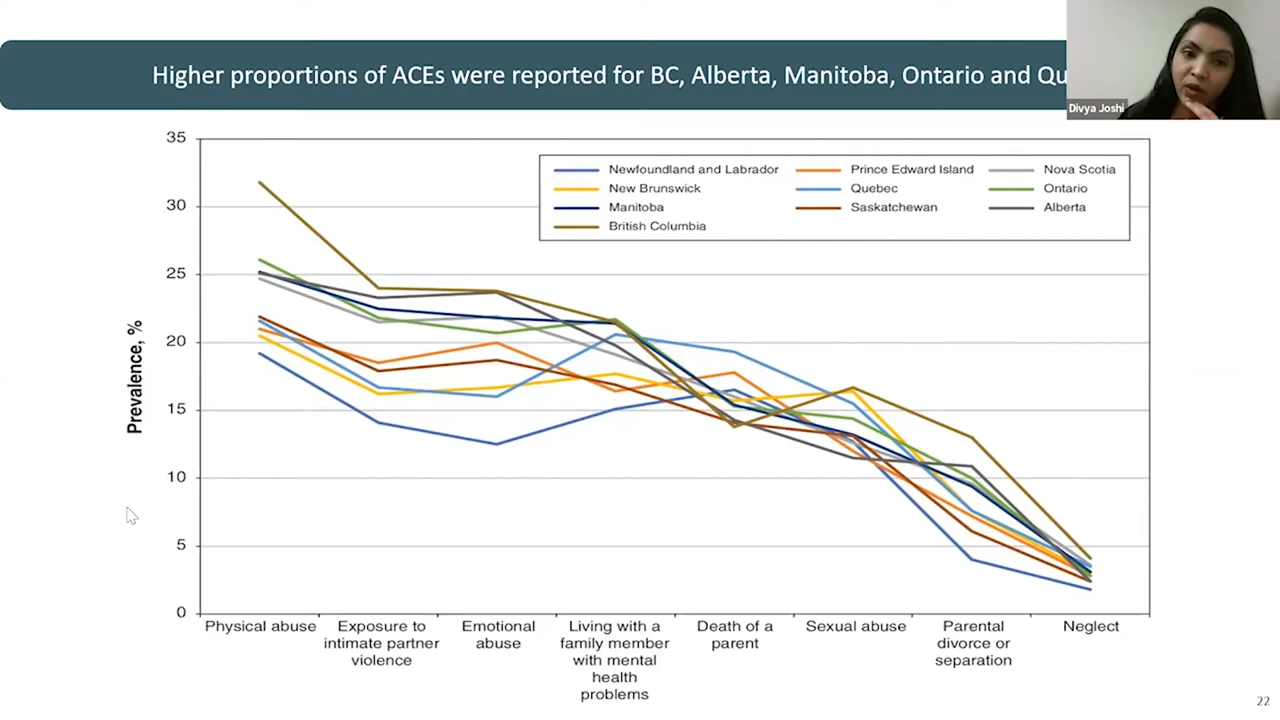 Higher proportions of ACEs were reported for BC, Alberta, Manitoba, Ontario and
Divya Joshi
35
30
25
20
15
10
5
0
Prevalence, %
Newfoundland and Labrador
Prince Edward Island
Nova Scotia
New Brunswick
Quebec
Ontario
Manitoba
Saskatchewan
Alberta
British Columbia
Physical abuse
Exposure to
intimate partner
violence
Emotional
abuse
Living with a
family member
with mental
health
problems
Death of a
parent
Sexual abuse
Parental
divorce or
separation
Neglect
22